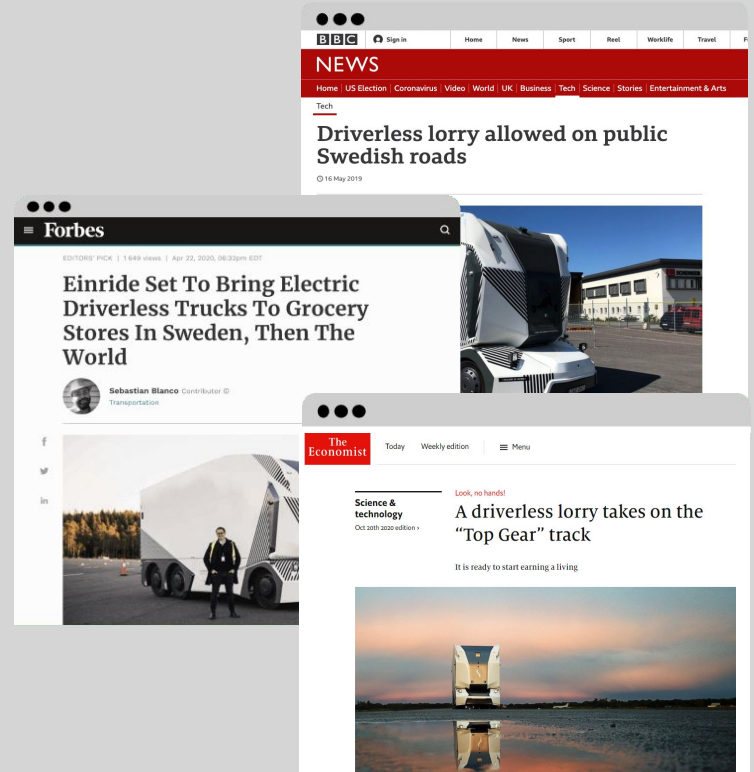 BBC
Sign in
Home
News
Sport
Reel
Worklife
Travel
NEWS
Home
US Election
Coronavirus
Video
World
UK
Business
Tech
Science
Stories
Entertainment & Arts
Tech
Driverless lorry allowed on public
Swedish roads
16 May 2019
Forbes
EDITORS' PICK | 1,649 views | Apr 22, 2020, 06:32pm EDT
Einride Set To Bring Electric
Driverless Trucks To Grocery
Stores In Sweden, Then The
World
Sebastian Blanco Contributor
Transportation
The
Economist
Today
Weekly edition
Menu
Science &
technology
Oct 20th 2020 edition ›
Look, no hands!
A driverless lorry takes on the
“Top Gear” track
It is ready to start earning a living